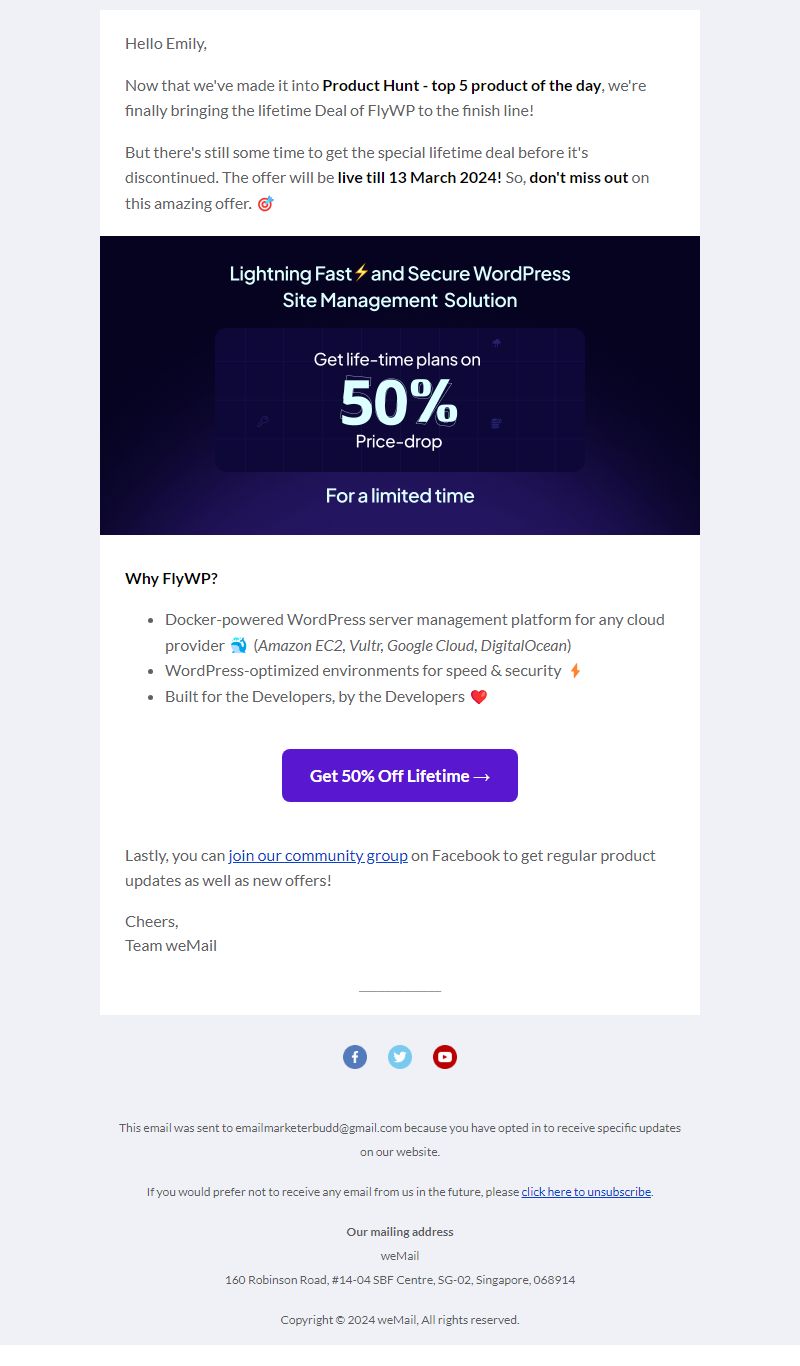 Hello Emily,
Now that we've made it into Product Hunt - top 5 product of the day, we're
finally bringing the lifetime Deal of FlyWP to the finish line!
But there's still some time to get the special lifetime deal before it's
discontinued. The offer will be live till 13 March 2024! So, don't miss out on
this amazing offer. 🎯
Lightning Fast⚡and Secure WordPress
Site Management Solution
Get life-time plans on
50%
Price-drop
For a limited time
Why FlyWP?
• Docker-powered WordPress server management platform for any cloud
provider 🐳 (Amazon EC2, Vultr, Google Cloud, DigitalOcean)
• WordPress-optimized environments for speed & security ⚡
• Built for the Developers, by the Developers ❤️
Get 50% Off Lifetime →
Lastly, you can join our community group on Facebook to get regular product
updates as well as new offers!
Cheers,
Team weMail
This email was sent to emailmarketerbudd@gmail.com because you have opted in to receive specific updates
on our website.
If you would prefer not to receive any email from us in the future, please click here to unsubscribe.
Our mailing address
weMail
160 Robinson Road, #14-04 SBF Centre, SG-02, Singapore, 068914
Copyright © 2024 weMail, All rights reserved.